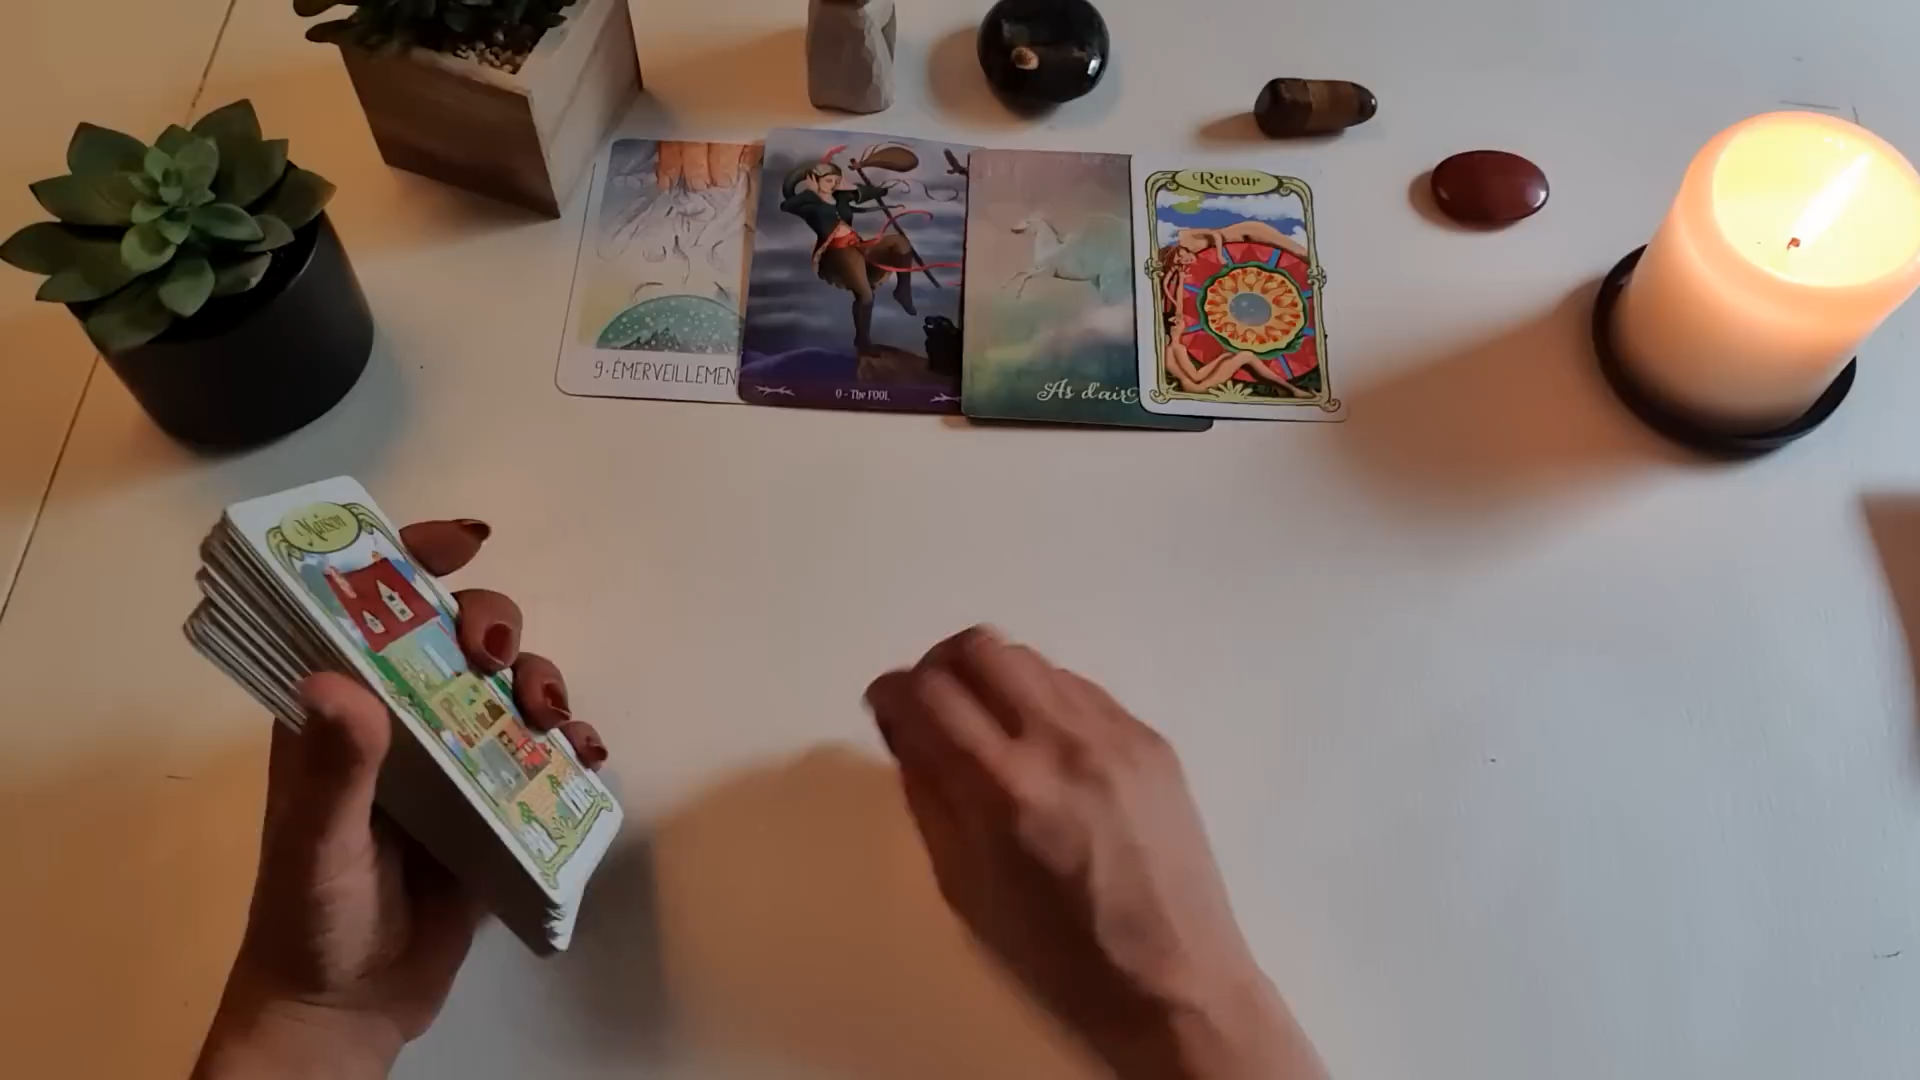 9. ÉMERVEILLEMEN
0 - The FOOL
As d'air
Retour
Maison